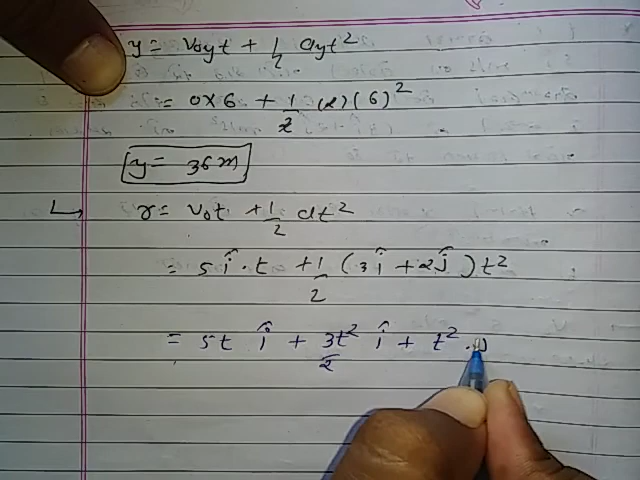 y = v₀yt + 1/2 ayt²
= 0×6 + 1/2 (2)(6)²
y = 36m
↳ r = v₀t + 1/2 at²
= 5î·t + 1/2 (3î + 2ĵ)t²
= 5t î + 3t²/2 î + t²